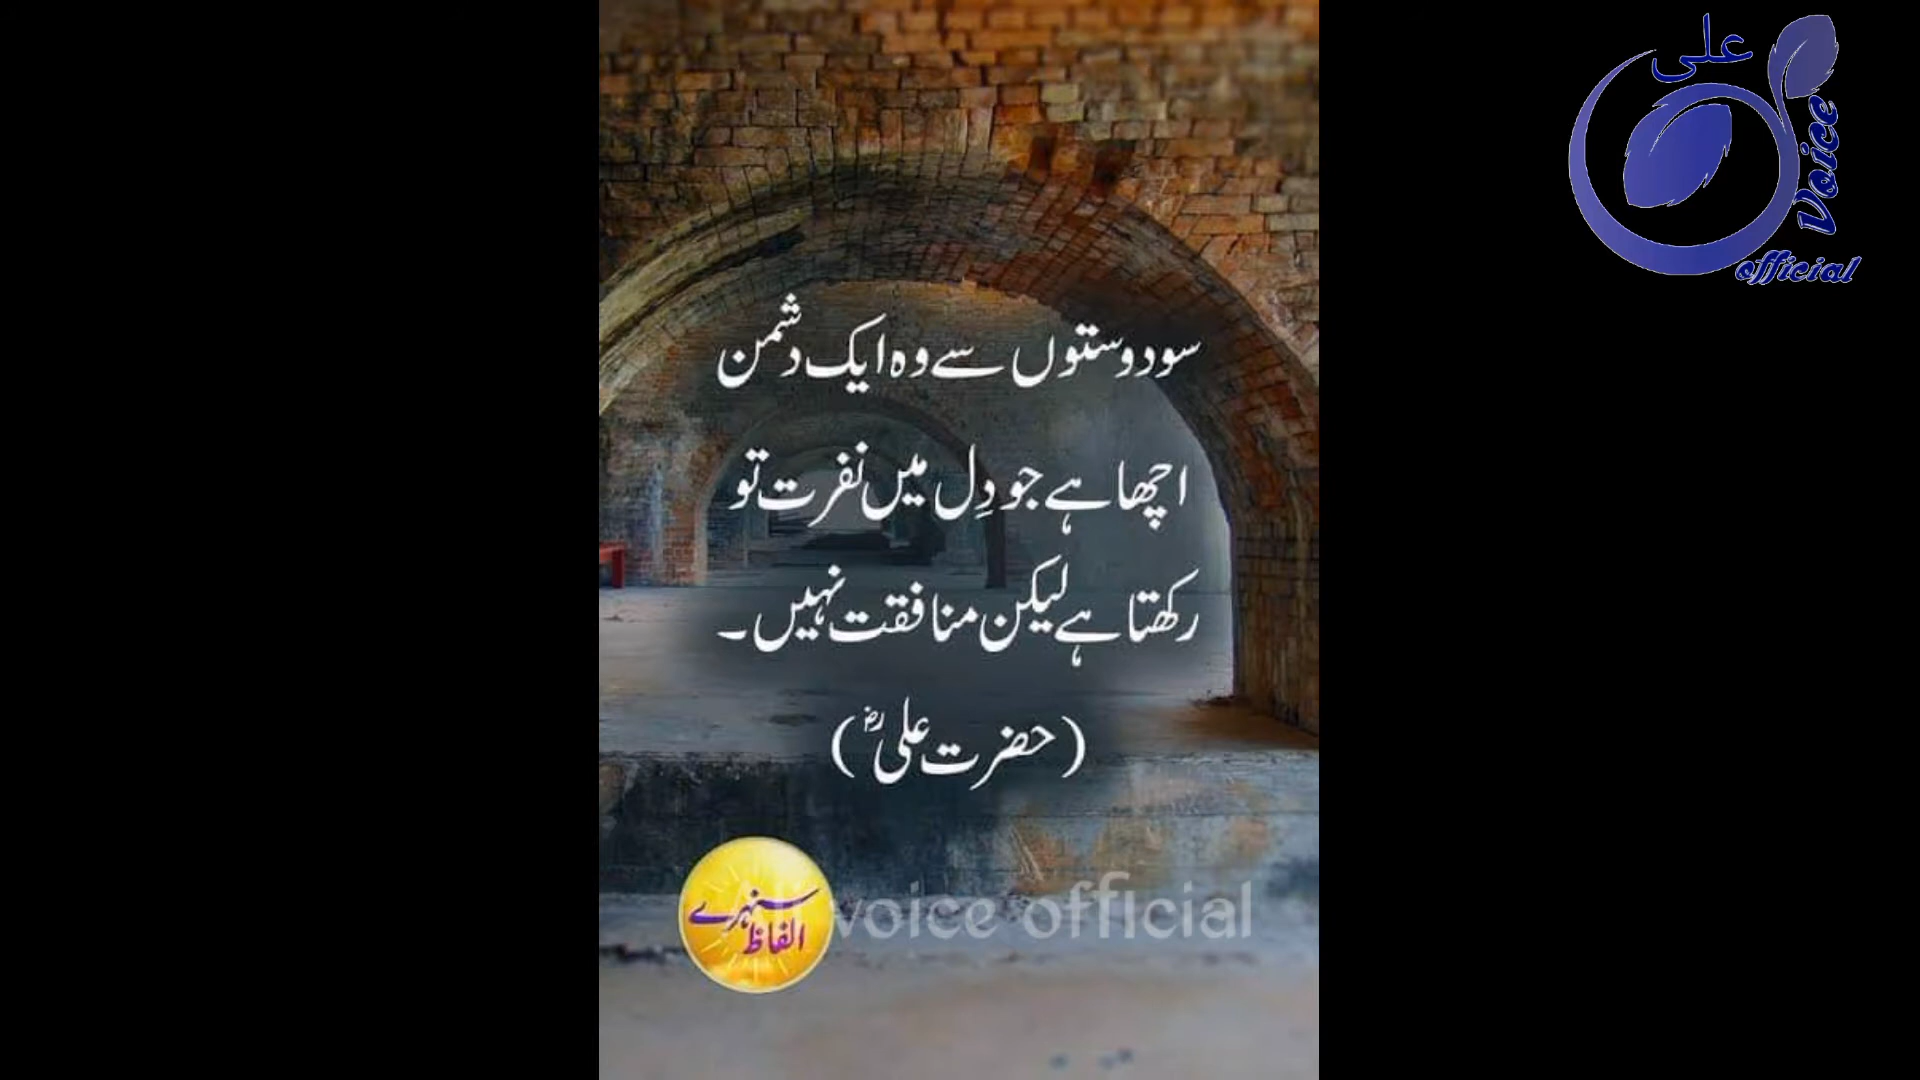 علی
Voice
official
سو دوستوں سے وہ ایک دشمن
اچھا ہے جو دِل میں نفرت تو
رکھتا ہے لیکن منافقت نہیں۔
(حضرت علیؓ)
سنہرے
الفاظ
Ali voice official